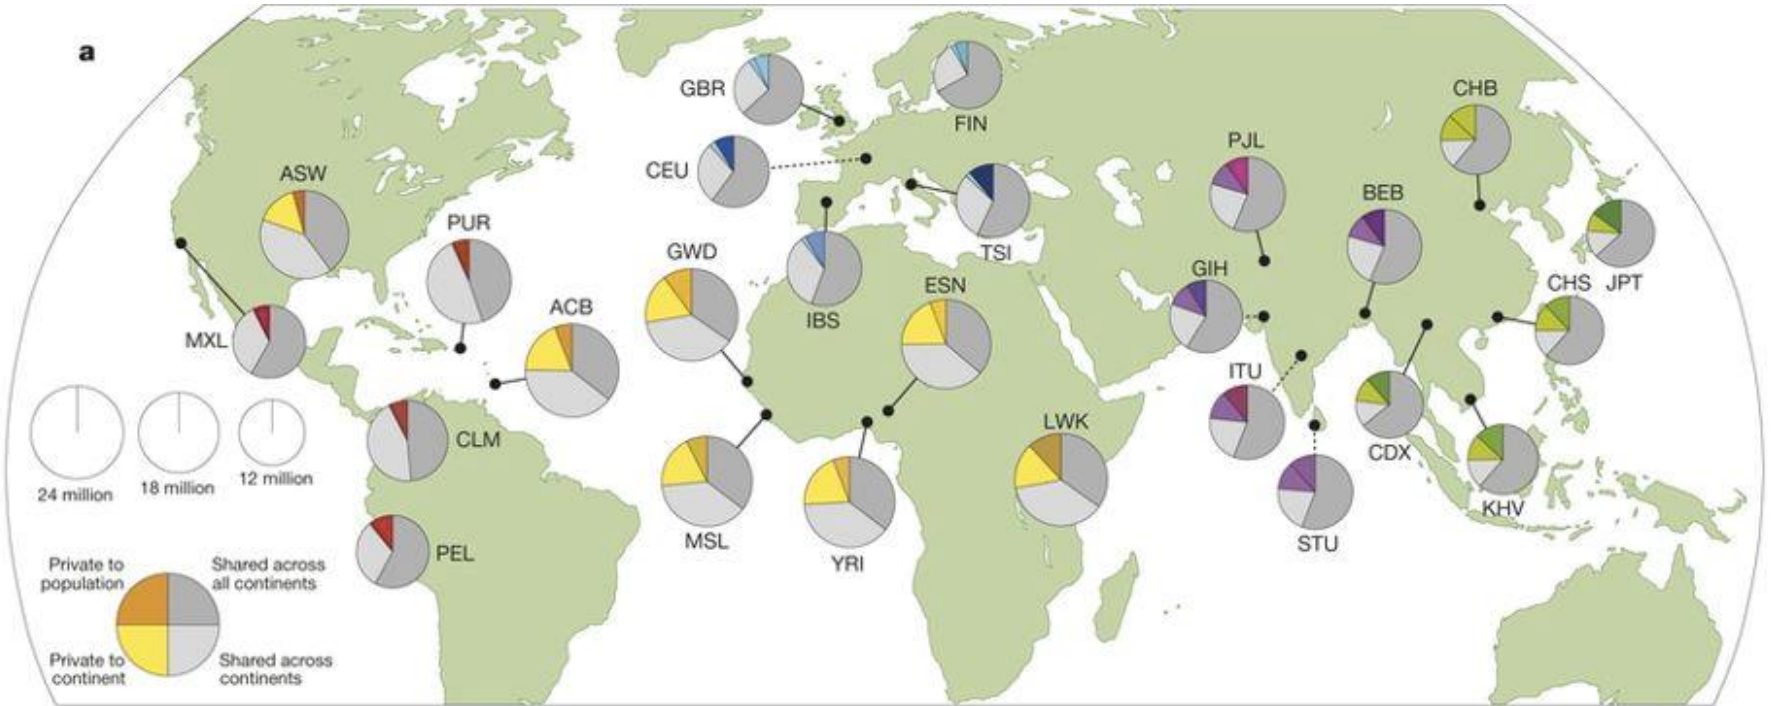 a
GBR
FIN
CHB
CEU
PJL
ASW
BEB
PUR
GWD
TSI
ESN
GIH
CHS
JPT
ACB
IBS
MXL
ITU
LWK
CLM
CDX
24 million
18 million
12 million
KHV
MSL
STU
PEL
YRI
Private to
population
Shared across
all continents
Private to
continent
Shared across
continents